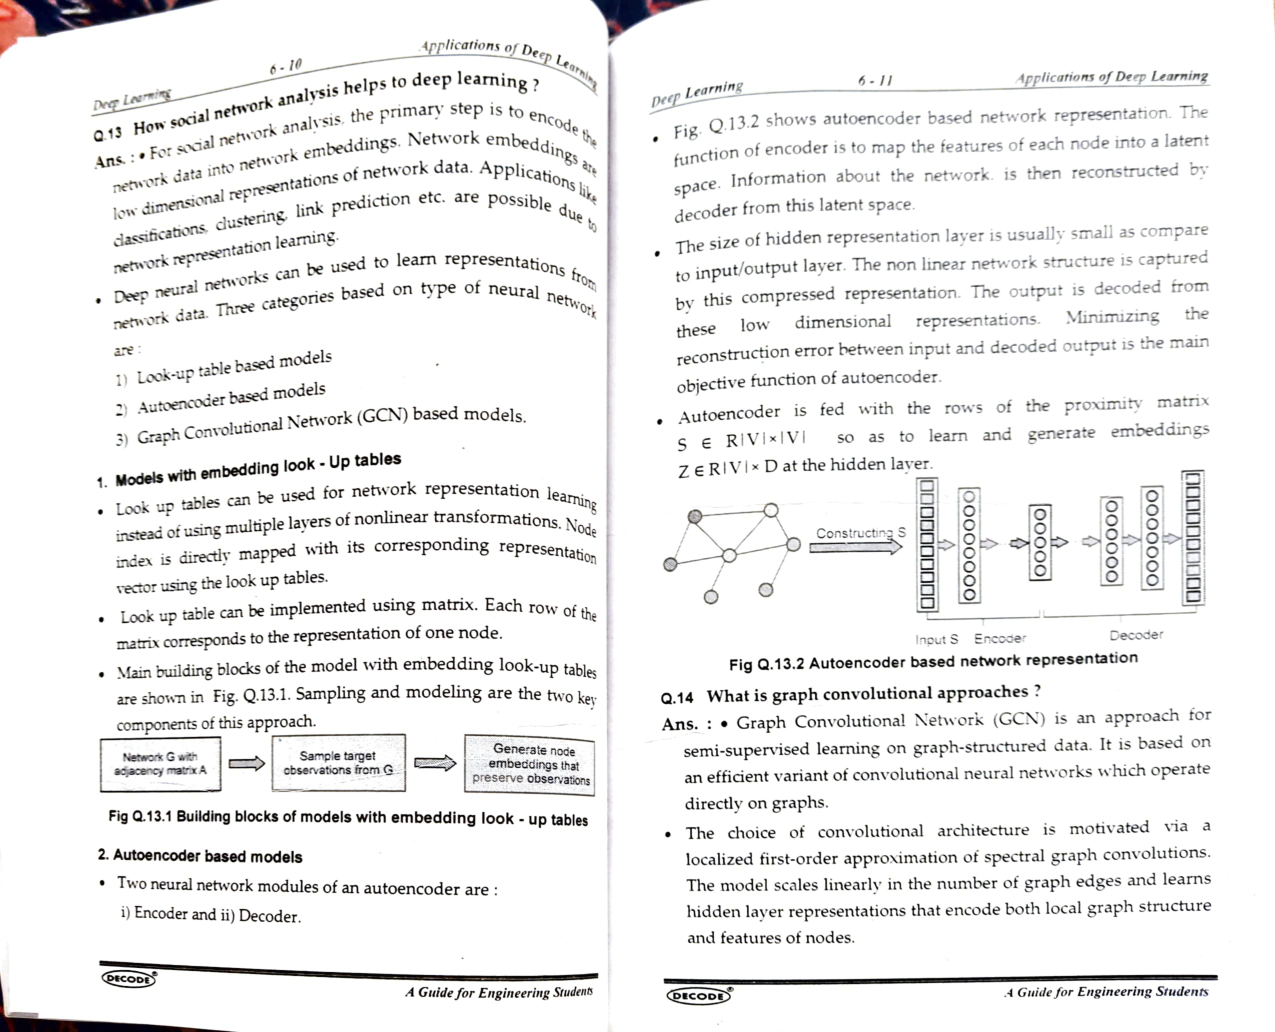 Deep Learning 6 - 10 Applications of Deep Learning
Q.13 How social network analysis helps to deep learning ?
Ans. : • For social network analysis, the primary step is to encode the
network data into network embeddings. Network embeddings are
low dimensional representations of network data. Applications like
classifications, clustering, link prediction etc. are possible due to
network representation learning.
• Deep neural networks can be used to learn representations from
network data. Three categories based on type of neural network
are :
1) Look-up table based models
2) Autoencoder based models
3) Graph Convolutional Network (GCN) based models.
1. Models with embedding look - Up tables
• Look up tables can be used for network representation learning
instead of using multiple layers of nonlinear transformations. Node
index is directly mapped with its corresponding representation
vector using the look up tables.
• Look up table can be implemented using matrix. Each row of the
matrix corresponds to the representation of one node.
• Main building blocks of the model with embedding look-up tables
are shown in Fig. Q.13.1. Sampling and modeling are the two key
components of this approach.
Network G with
adjacency matrix A
Sample target
observations from G
Generate node
embeddings that
preserve observations
Fig Q.13.1 Building blocks of models with embedding look - up tables
2. Autoencoder based models
• Two neural network modules of an autoencoder are :
i) Encoder and ii) Decoder.
DECODE®
A Guide for Engineering Students
Deep Learning 6 - 11 Applications of Deep Learning
• Fig. Q.13.2 shows autoencoder based network representation. The
function of encoder is to map the features of each node into a latent
space. Information about the network. is then reconstructed by
decoder from this latent space.
• The size of hidden representation layer is usually small as compare
to input/output layer. The non linear network structure is captured
by this compressed representation. The output is decoded from
these low dimensional representations. Minimizing the
reconstruction error between input and decoded output is the main
objective function of autoencoder.
• Autoencoder is fed with the rows of the proximity matrix
S ∈ R|V|×|V| so as to learn and generate embeddings
Z ∈ R|V|× D at the hidden layer.
Constructing S
Input S Encoder Decoder
Fig Q.13.2 Autoencoder based network representation
Q.14 What is graph convolutional approaches ?
Ans. : • Graph Convolutional Network (GCN) is an approach for
semi-supervised learning on graph-structured data. It is based on
an efficient variant of convolutional neural networks which operate
directly on graphs.
• The choice of convolutional architecture is motivated via a
localized first-order approximation of spectral graph convolutions.
The model scales linearly in the number of graph edges and learns
hidden layer representations that encode both local graph structure
and features of nodes.
DECODE®
A Guide for Engineering Students